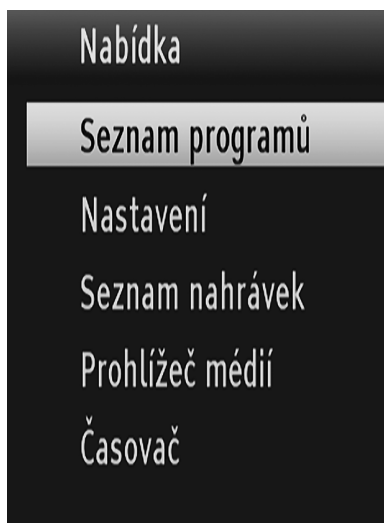 Nabídka
Seznam programů
Nastavení
Seznam nahrávek
Prohlížeč médií
Časovač